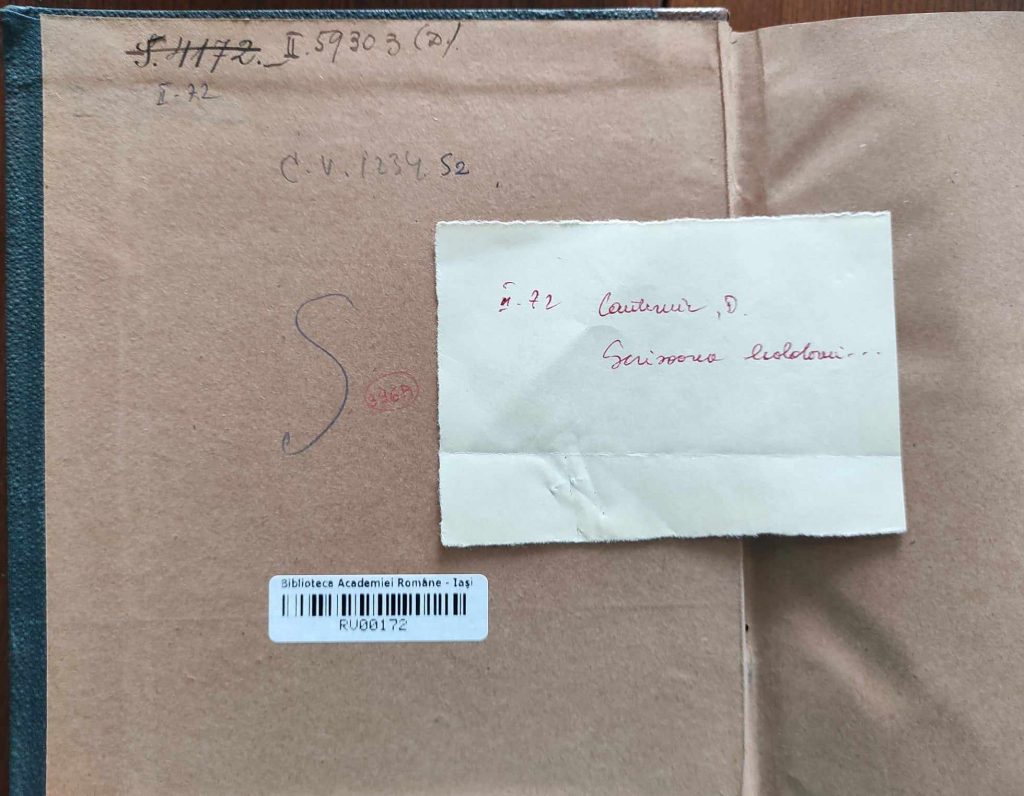 S.4172. II.59303 (D).
II-72
C.V.1234 S2
II-72 Cantemir, D.
Scrisoarea Moldovei...
S
Biblioteca Academiei Române - Iaşi
RV00172